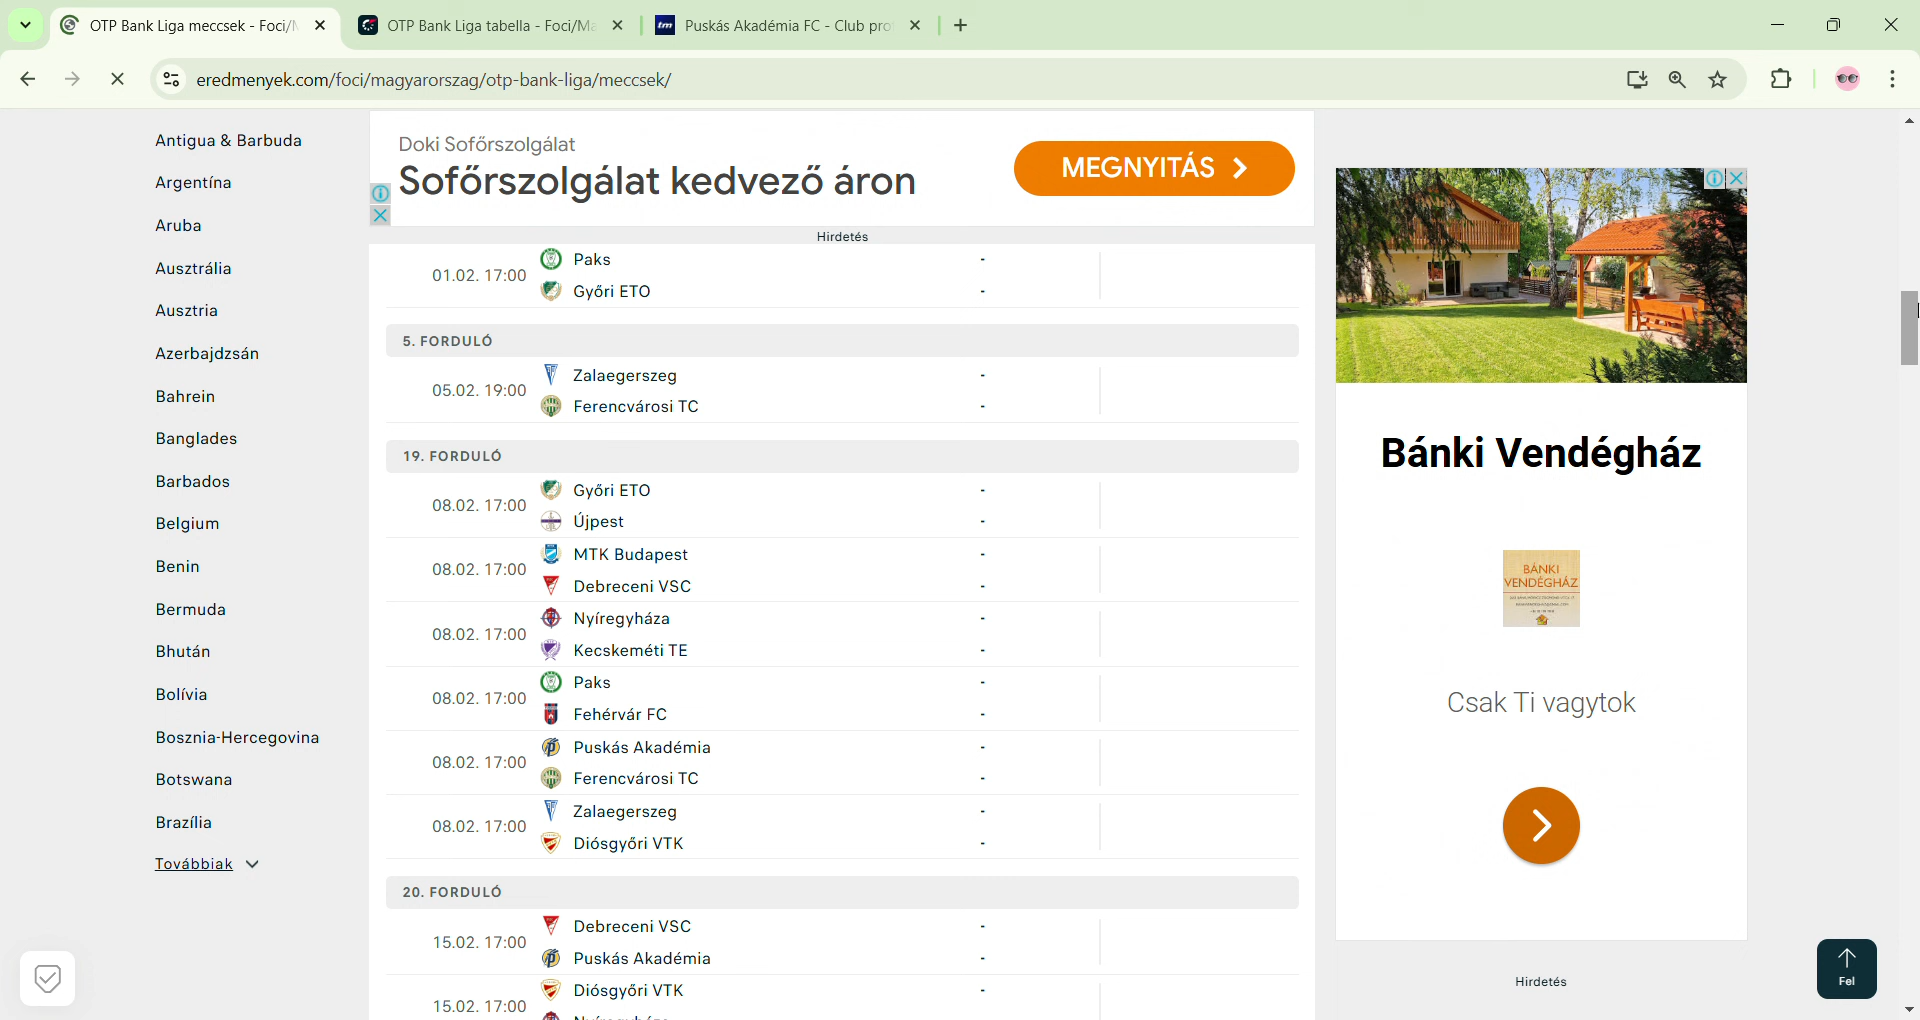 OTP Bank Liga meccsek - Foci/
OTP Bank Liga tabella - Foci/Ma
tm Puskás Akadémia FC - Club pro
eredmenyek.com/foci/magyarorszag/otp-bank-liga/meccsek/
Antigua & Barbuda
Argentína
Aruba
Ausztrália
Ausztria
Azerbajdzsán
Bahrein
Banglades
Barbados
Belgium
Benin
Bermuda
Bhután
Bolívia
Bosznia-Hercegovina
Botswana
Brazília
Továbbiak
Doki Sofőrszolgálat
Sofőrszolgálat kedvező áron
MEGNYITÁS
Hirdetés
01.02. 17:00
Paks -
Győri ETO -
5. FORDULÓ
05.02. 19:00
Zalaegerszeg -
Ferencvárosi TC -
19. FORDULÓ
08.02. 17:00
Győri ETO -
Újpest -
08.02. 17:00
MTK Budapest -
Debreceni VSC -
08.02. 17:00
Nyíregyháza -
Kecskeméti TE -
08.02. 17:00
Paks -
Fehérvár FC -
08.02. 17:00
Puskás Akadémia -
Ferencvárosi TC -
08.02. 17:00
Zalaegerszeg -
Diósgyőri VTK -
20. FORDULÓ
15.02. 17:00
Debreceni VSC -
Puskás Akadémia -
15.02. 17:00
Diósgyőri VTK -
Bánki Vendégház
BÁNKI
VENDÉGHÁZ
Csak Ti vagytok
Hirdetés
Fel